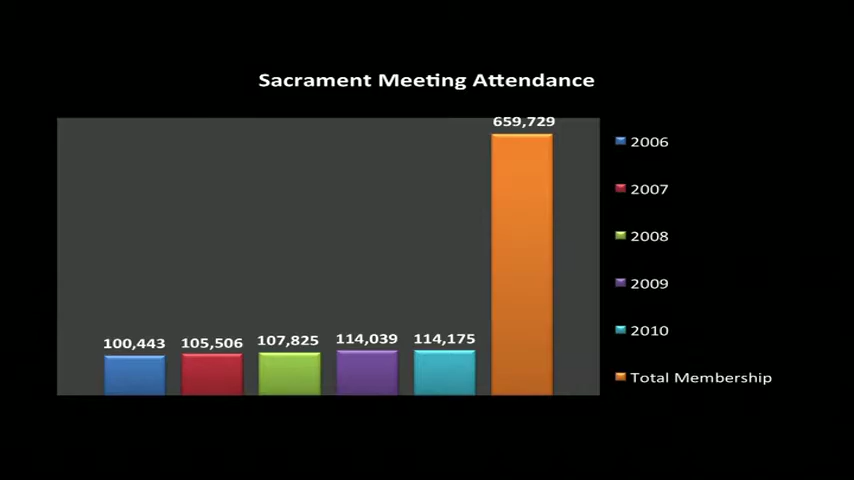 Sacrament Meeting Attendance
659,729
100,443 105,506 107,825 114,039 114,175
2006
2007
2008
2009
2010
Total Membership